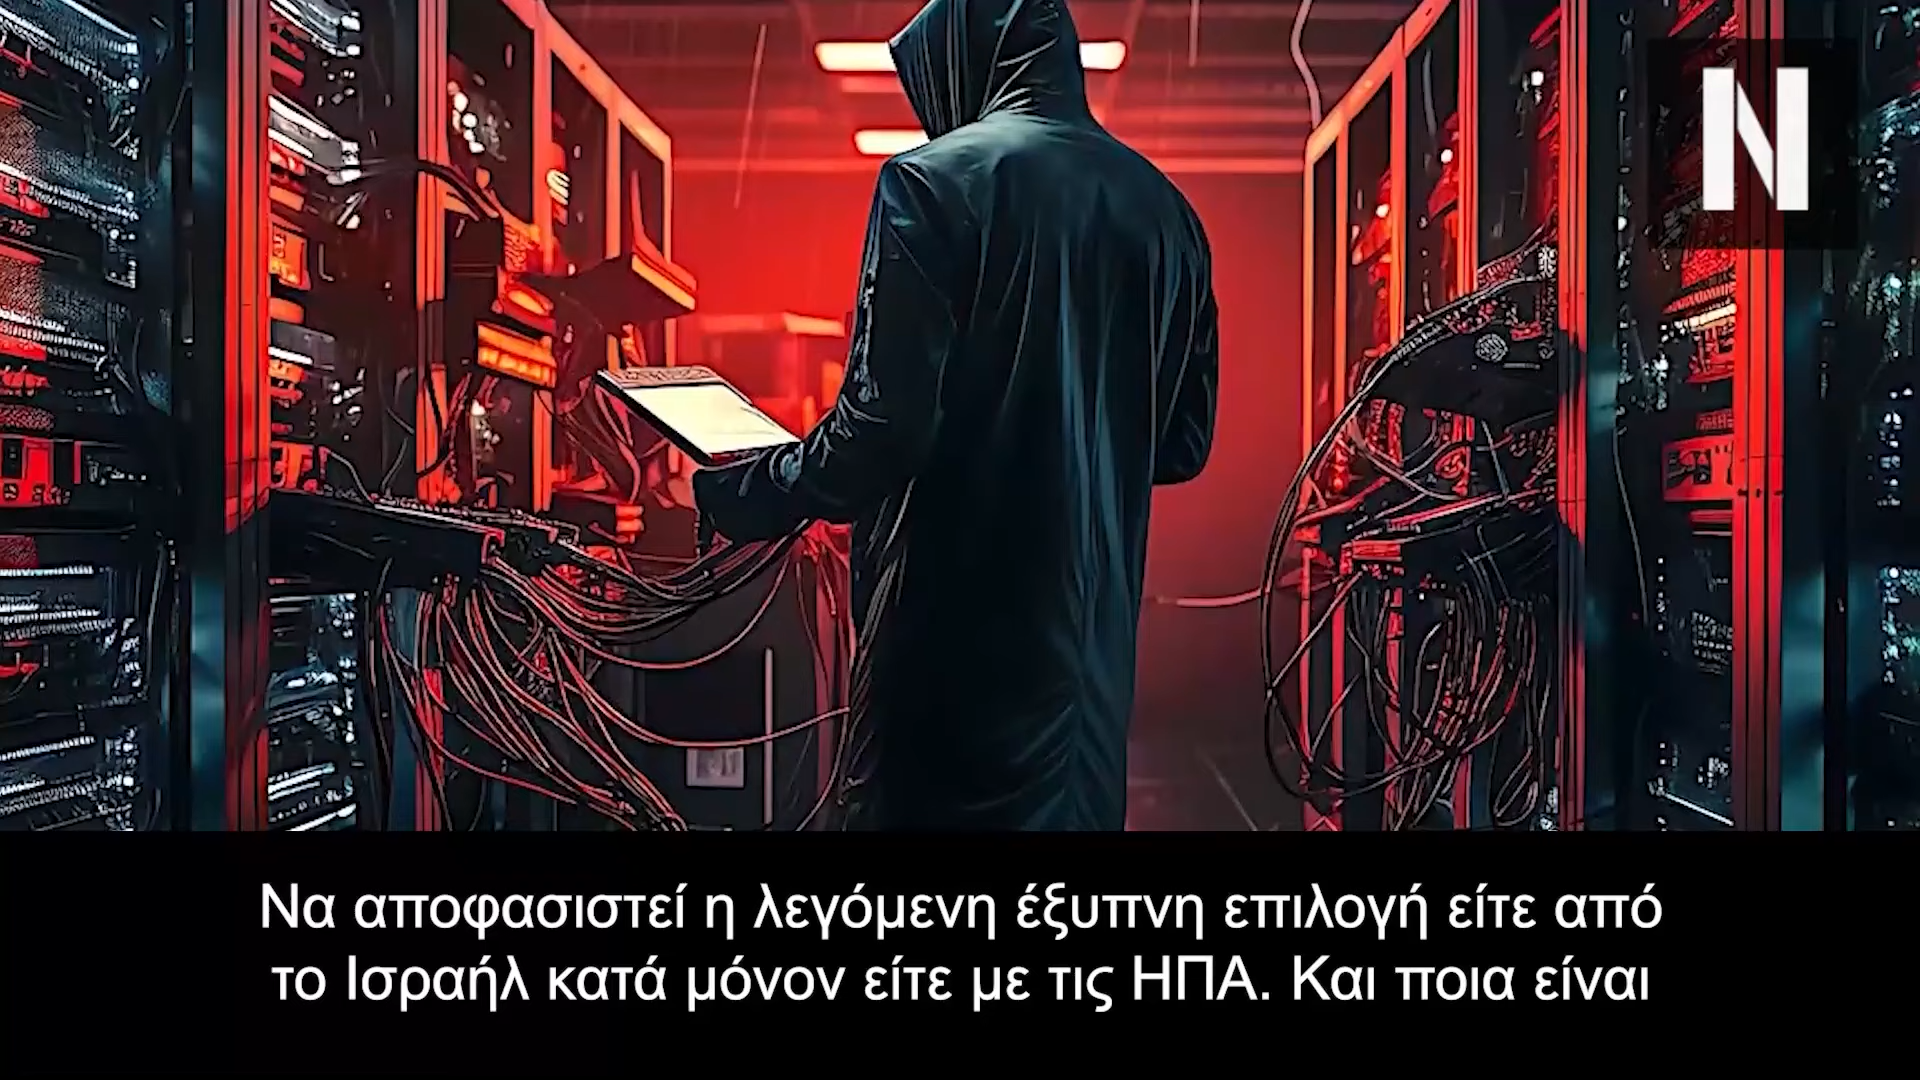 N
Να αποφασιστεί η λεγόμενη έξυπνη επιλογή είτε από
το Ισραήλ κατά μόνον είτε με τις ΗΠΑ. Και ποια είναι